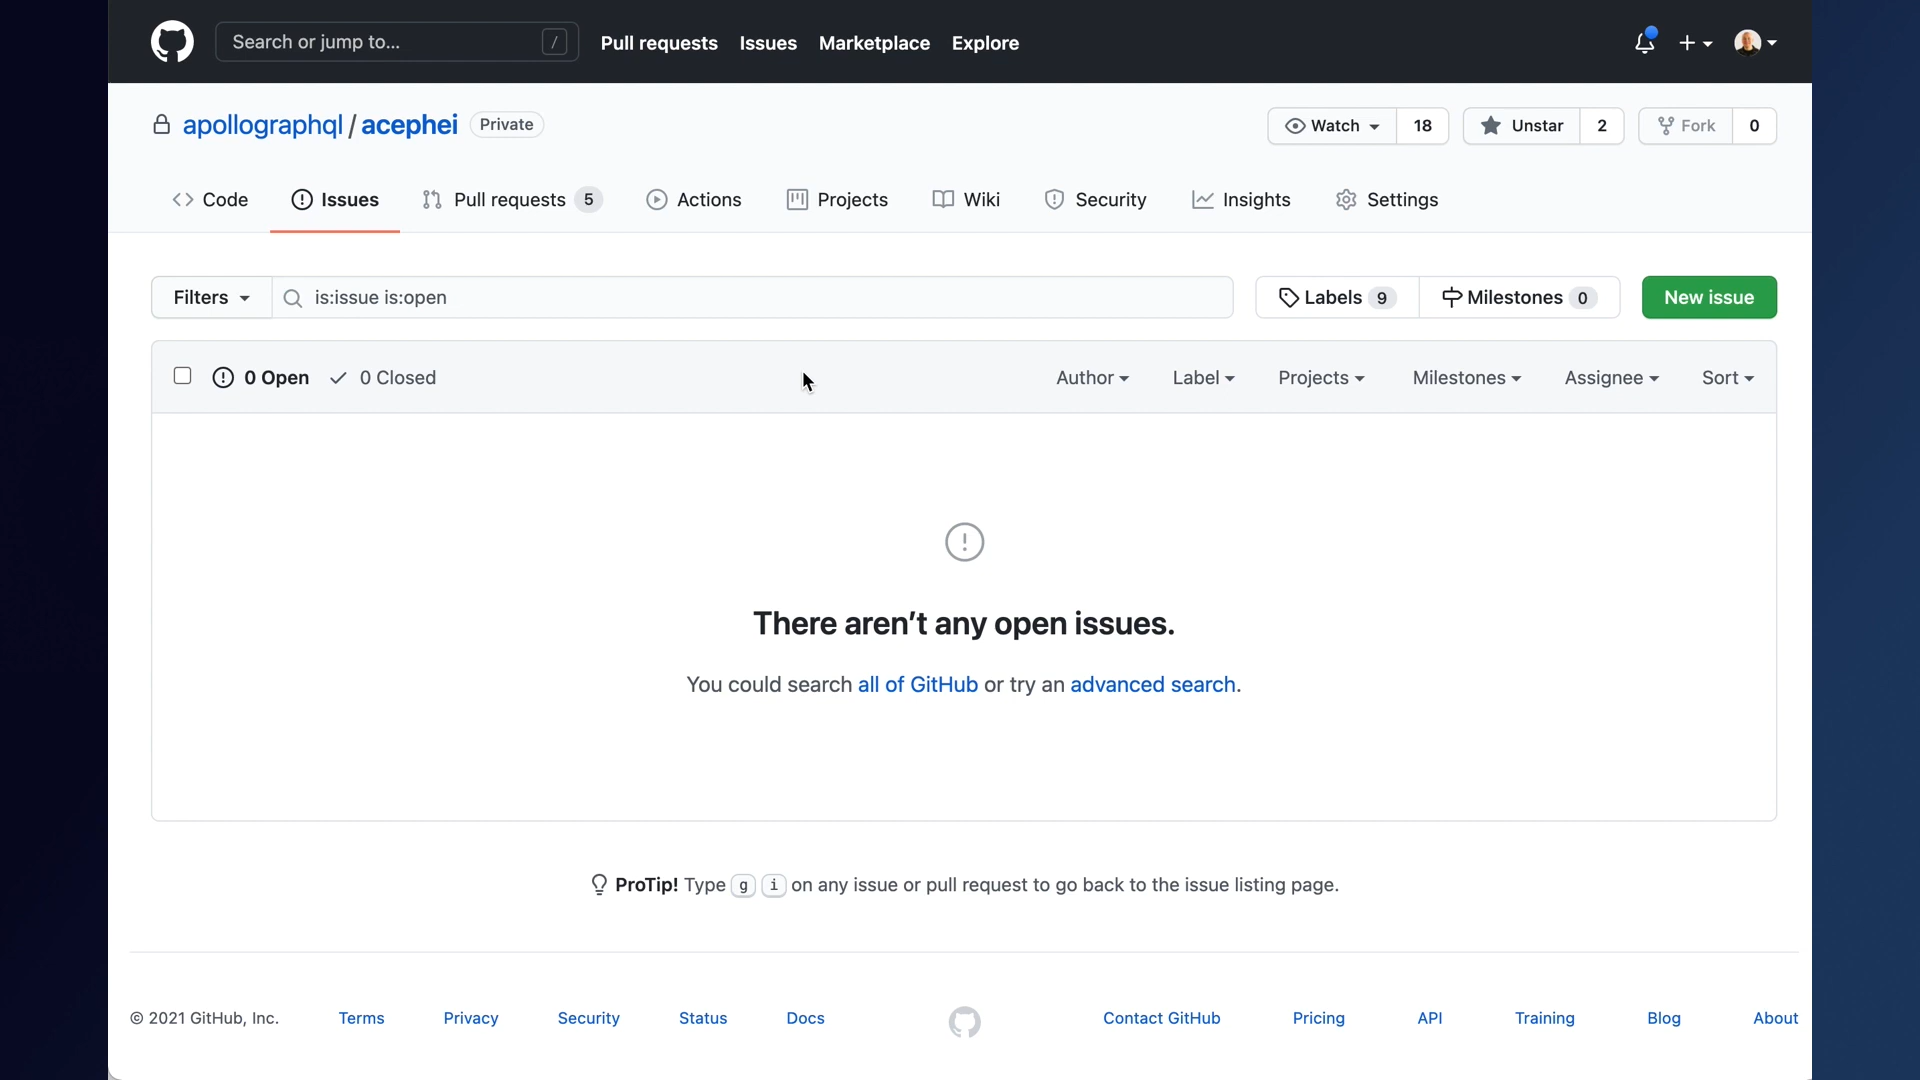 Search or jump to... / Pull requests Issues Marketplace Explore
apollographql / acephei Private Watch 18 Unstar 2 Fork 0
Code Issues Pull requests 5 Actions Projects Wiki Security Insights Settings
Filters is:issue is:open Labels 9 Milestones 0 New issue
0 Open 0 Closed Author Label Projects Milestones Assignee Sort
There aren’t any open issues.
You could search all of GitHub or try an advanced search.
ProTip! Type g i on any issue or pull request to go back to the issue listing page.
© 2021 GitHub, Inc. Terms Privacy Security Status Docs Contact GitHub Pricing API Training Blog About